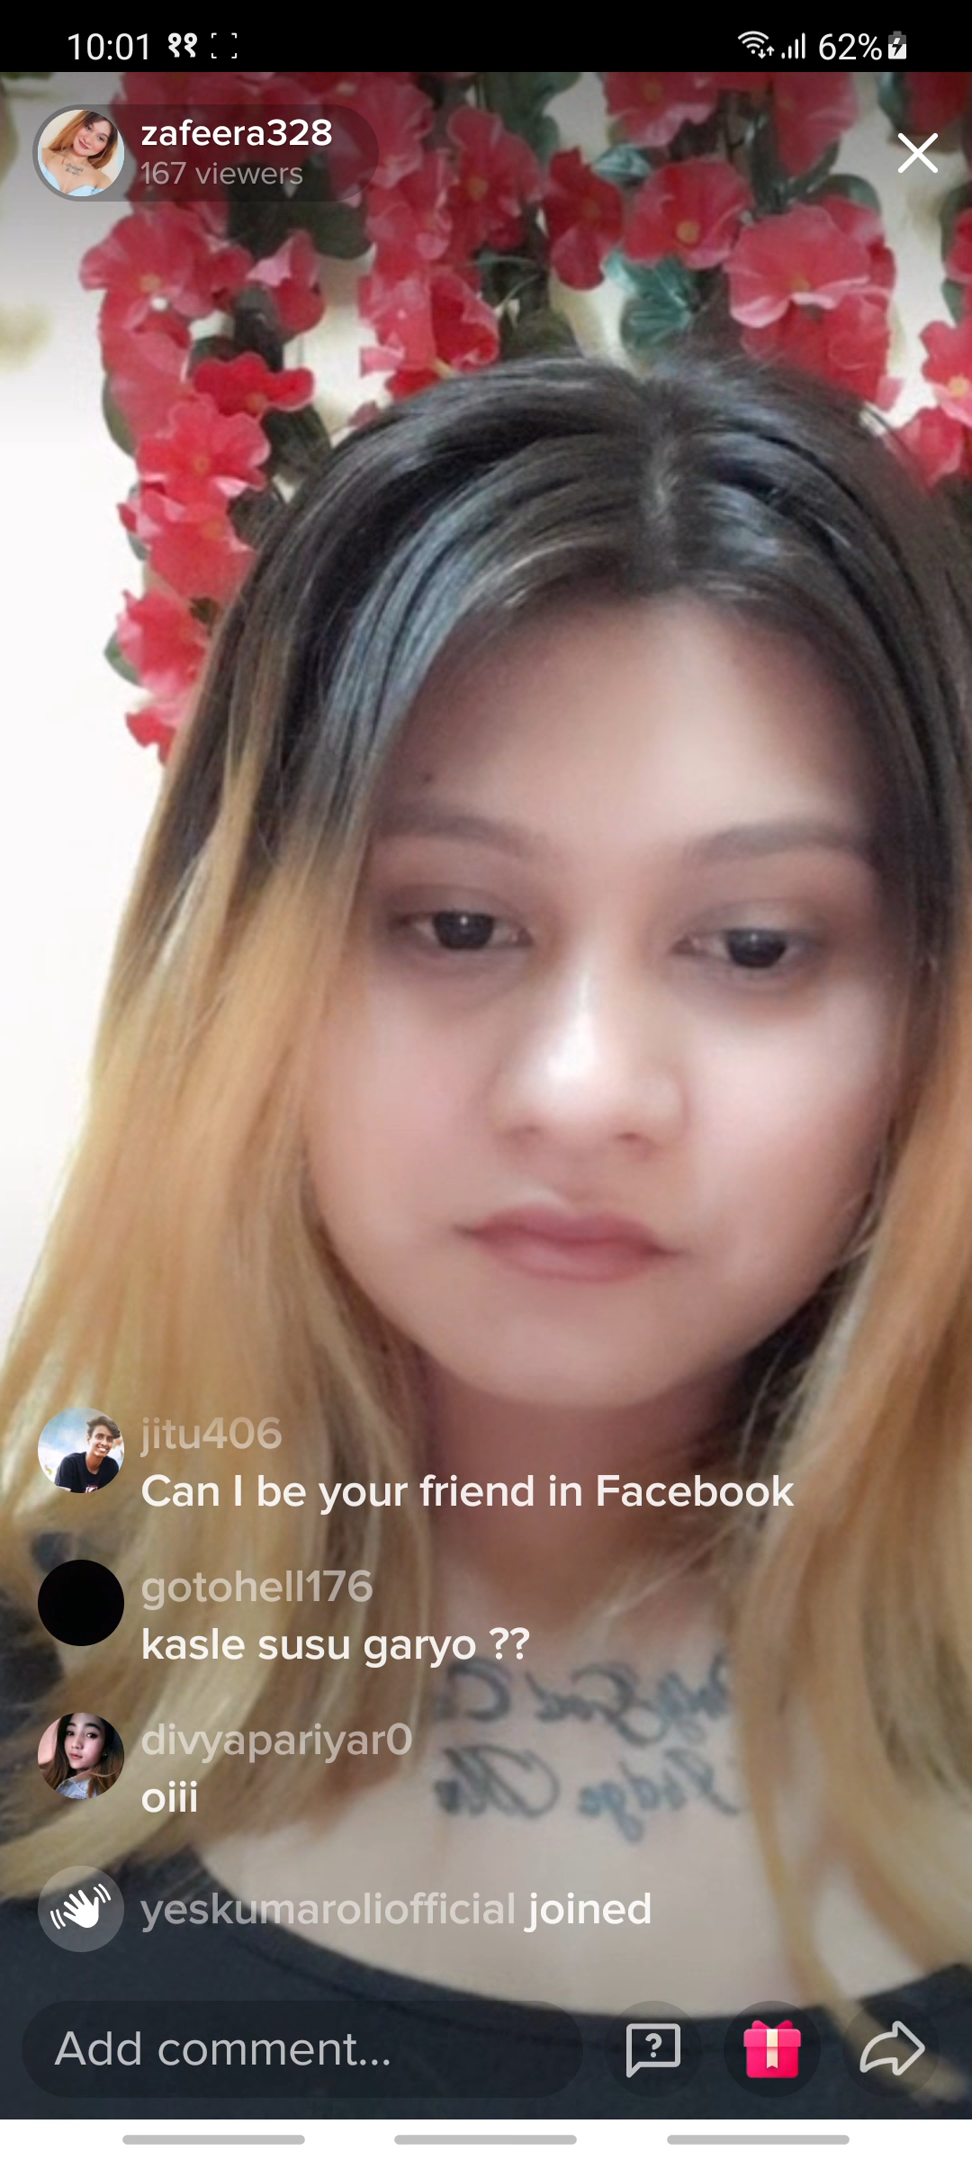 10:01
62%
zafeera328
167 viewers
jitu406
Can I be your friend in Facebook
gotohell176
kasle susu garyo ??
divyapariyar0
oiii
yeskumaroliofficial joined
Add comment...